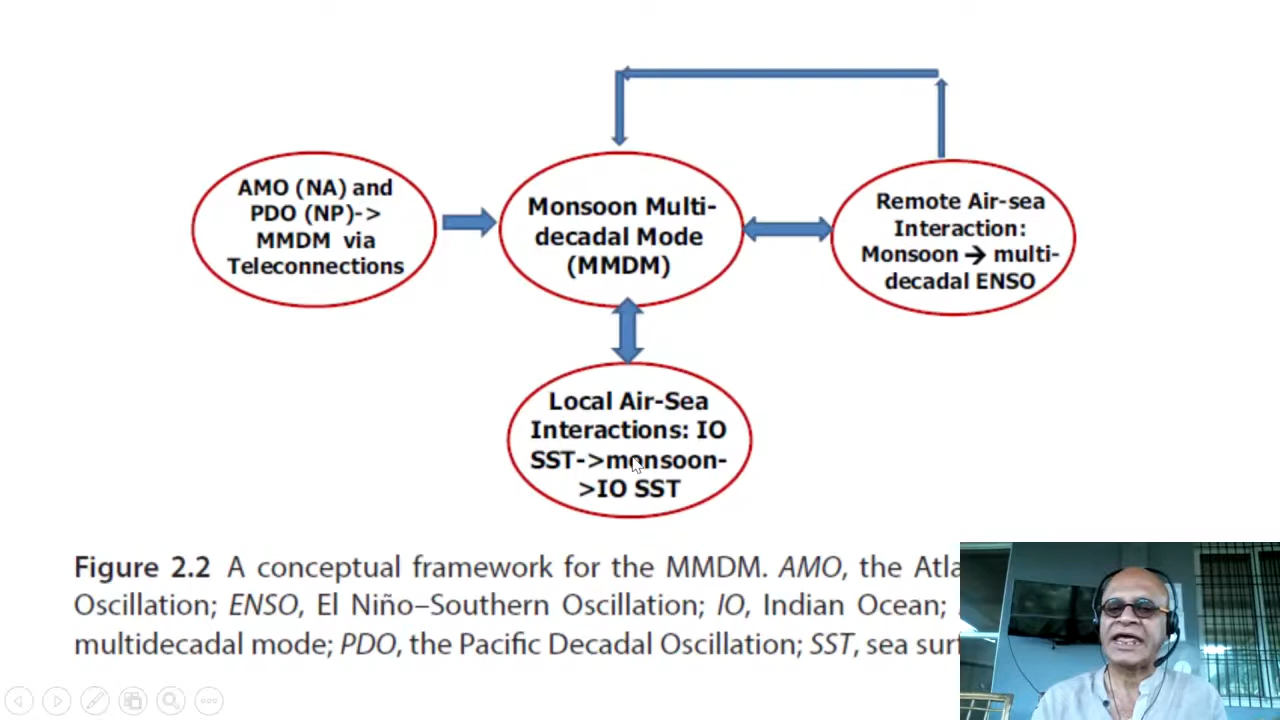 AMO (NA) and
PDO (NP)->
MMDM via
Teleconnections
Monsoon Multi-
decadal Mode
(MMDM)
Remote Air-sea
Interaction:
Monsoon → multi-
decadal ENSO
Local Air-Sea
Interactions: IO
SST->monsoon-
>IO SST
Figure 2.2 A conceptual framework for the MMDM. AMO, the
Oscillation; ENSO, El Niño–Southern Oscillation; IO, Indian Ocean;
multidecadal mode; PDO, the Pacific Decadal Oscillation; SST, sea